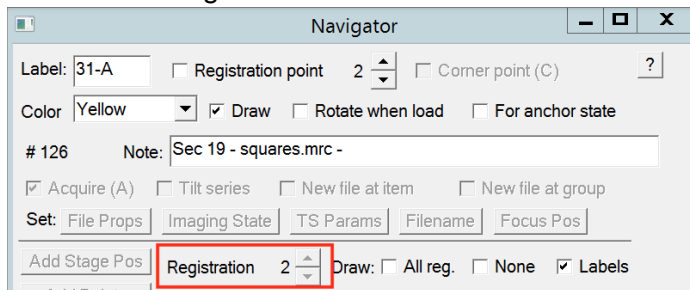 Navigator
Label: 31-A Registration point 2 Corner point (C) ?
Color Yellow Draw Rotate when load For anchor state
# 126 Note: Sec 19 - squares.mrc -
Acquire (A) Tilt series New file at item New file at group
Set: File Props Imaging State TS Params Filename Focus Pos
Add Stage Pos Registration 2 Draw: All reg. None Labels